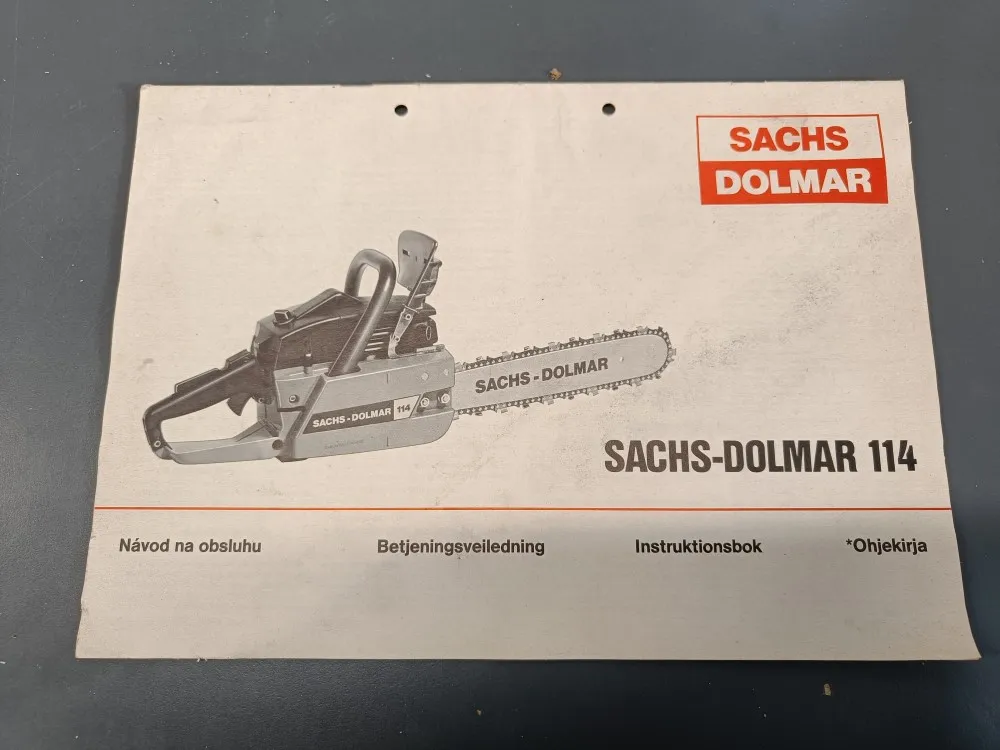 SACHS
DOLMAR
SACHS-DOLMAR
SACHS-DOLMAR 114
SACHS-DOLMAR 114
Návod na obsluhu
Betjeningsveiledning
Instruktionsbok
*Ohjekirja